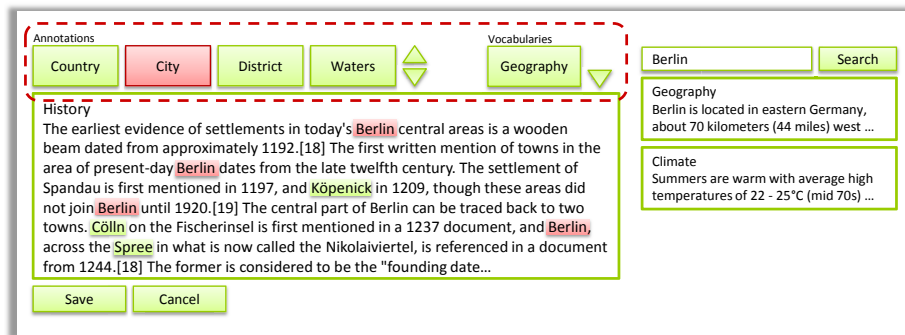 Annotations
Vocabularies
Country City District Waters
Geography
Berlin
Search
History
The earliest evidence of settlements in today's Berlin central areas is a wooden
beam dated from approximately 1192.[18] The first written mention of towns in the
area of present-day Berlin dates from the late twelfth century. The settlement of
Spandau is first mentioned in 1197, and Köpenick in 1209, though these areas did
not join Berlin until 1920.[19] The central part of Berlin can be traced back to two
towns. Cölln on the Fischerinsel is first mentioned in a 1237 document, and Berlin,
across the Spree in what is now called the Nikolaiviertel, is referenced in a document
from 1244.[18] The former is considered to be the "founding date...
Geography
Berlin is located in eastern Germany,
about 70 kilometers (44 miles) west ...
Climate
Summers are warm with average high
temperatures of 22 - 25°C (mid 70s) ...
Save
Cancel